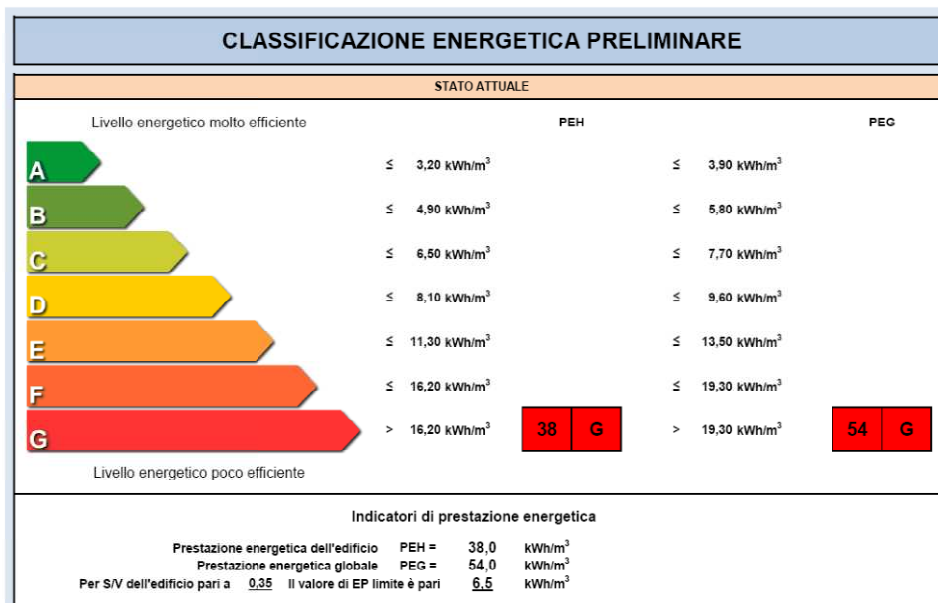 CLASSIFICAZIONE ENERGETICA PRELIMINARE
STATO ATTUALE
Livello energetico molto efficiente PEH PEG
A ≤ 3,20 kWh/m³ ≤ 3,90 kWh/m³
B ≤ 4,90 kWh/m³ ≤ 5,80 kWh/m³
C ≤ 6,50 kWh/m³ ≤ 7,70 kWh/m³
D ≤ 8,10 kWh/m³ ≤ 9,60 kWh/m³
E ≤ 11,30 kWh/m³ ≤ 13,50 kWh/m³
F ≤ 16,20 kWh/m³ ≤ 19,30 kWh/m³
G > 16,20 kWh/m³ 38 G > 19,30 kWh/m³ 54 G
Livello energetico poco efficiente
Indicatori di prestazione energetica
Prestazione energetica dell'edificio PEH = 38,0 kWh/m³
Prestazione energetica globale PEG = 54,0 kWh/m³
Per S/V dell'edificio pari a 0,35 Il valore di EP limite è pari 6,5 kWh/m³